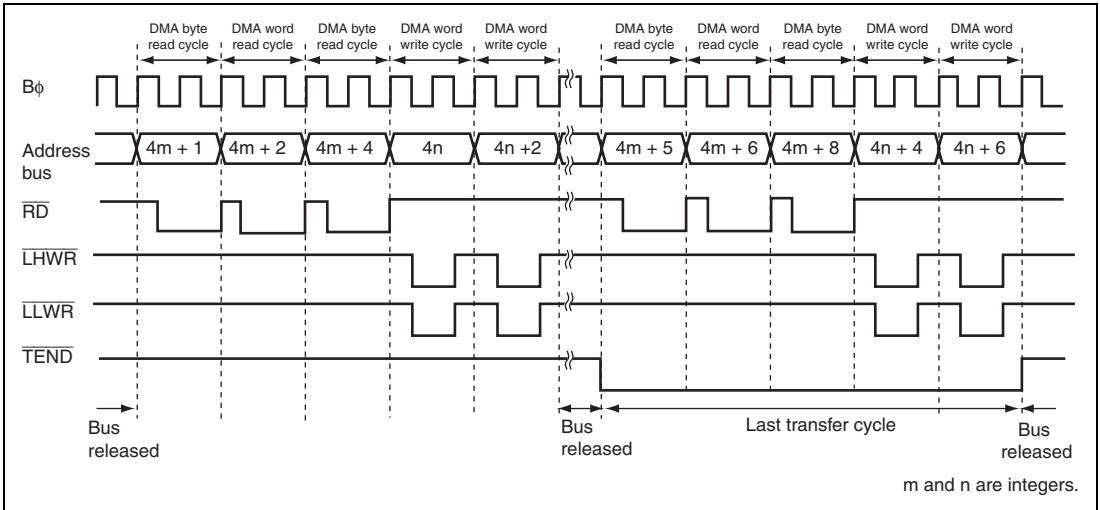 DMA byte read cycle
DMA word read cycle
DMA byte read cycle
DMA word write cycle
DMA word write cycle
DMA byte read cycle
DMA word read cycle
DMA byte read cycle
DMA word write cycle
DMA word write cycle
Bφ
Address bus
4m + 1
4m + 2
4m + 4
4n
4n +2
4m + 5
4m + 6
4m + 8
4n + 4
4n + 6
RD
LHWR
LLWR
TEND
Bus released
Bus released
Last transfer cycle
Bus released
m and n are integers.